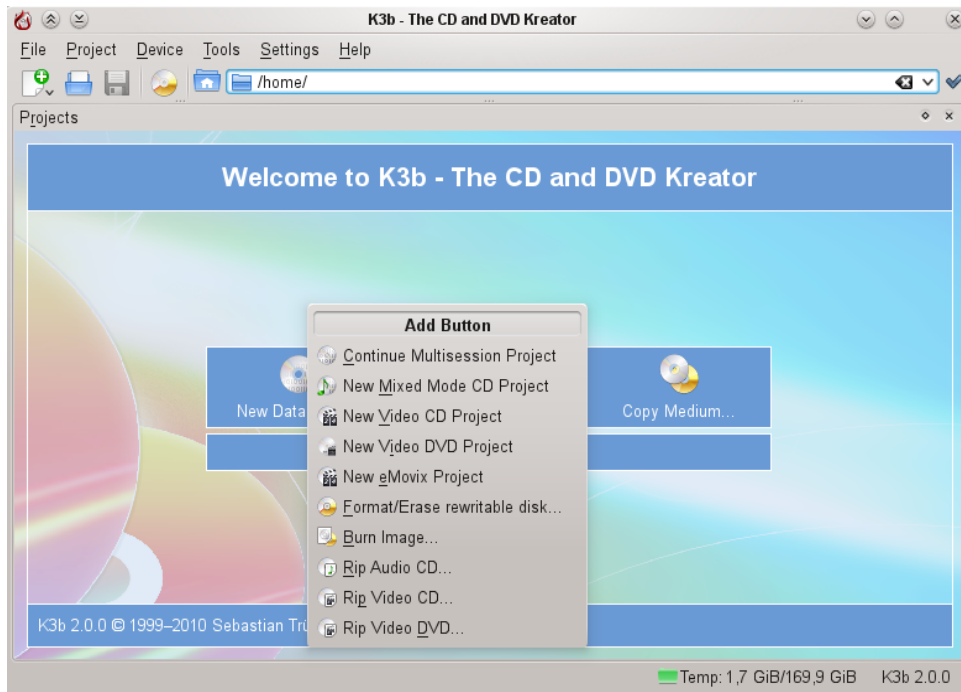 K3b - The CD and DVD Kreator
File Project Device Tools Settings Help
/home/
Projects
Welcome to K3b - The CD and DVD Kreator
Add Button
Continue Multisession Project
New Mixed Mode CD Project
New Video CD Project
New Video DVD Project
New eMovix Project
Format/Erase rewritable disk...
Burn Image...
Rip Audio CD...
Rip Video CD...
Rip Video DVD...
New Data
Copy Medium...
K3b 2.0.0 © 1999–2010 Sebastian
Temp: 1,7 GiB/169,9 GiB K3b 2.0.0